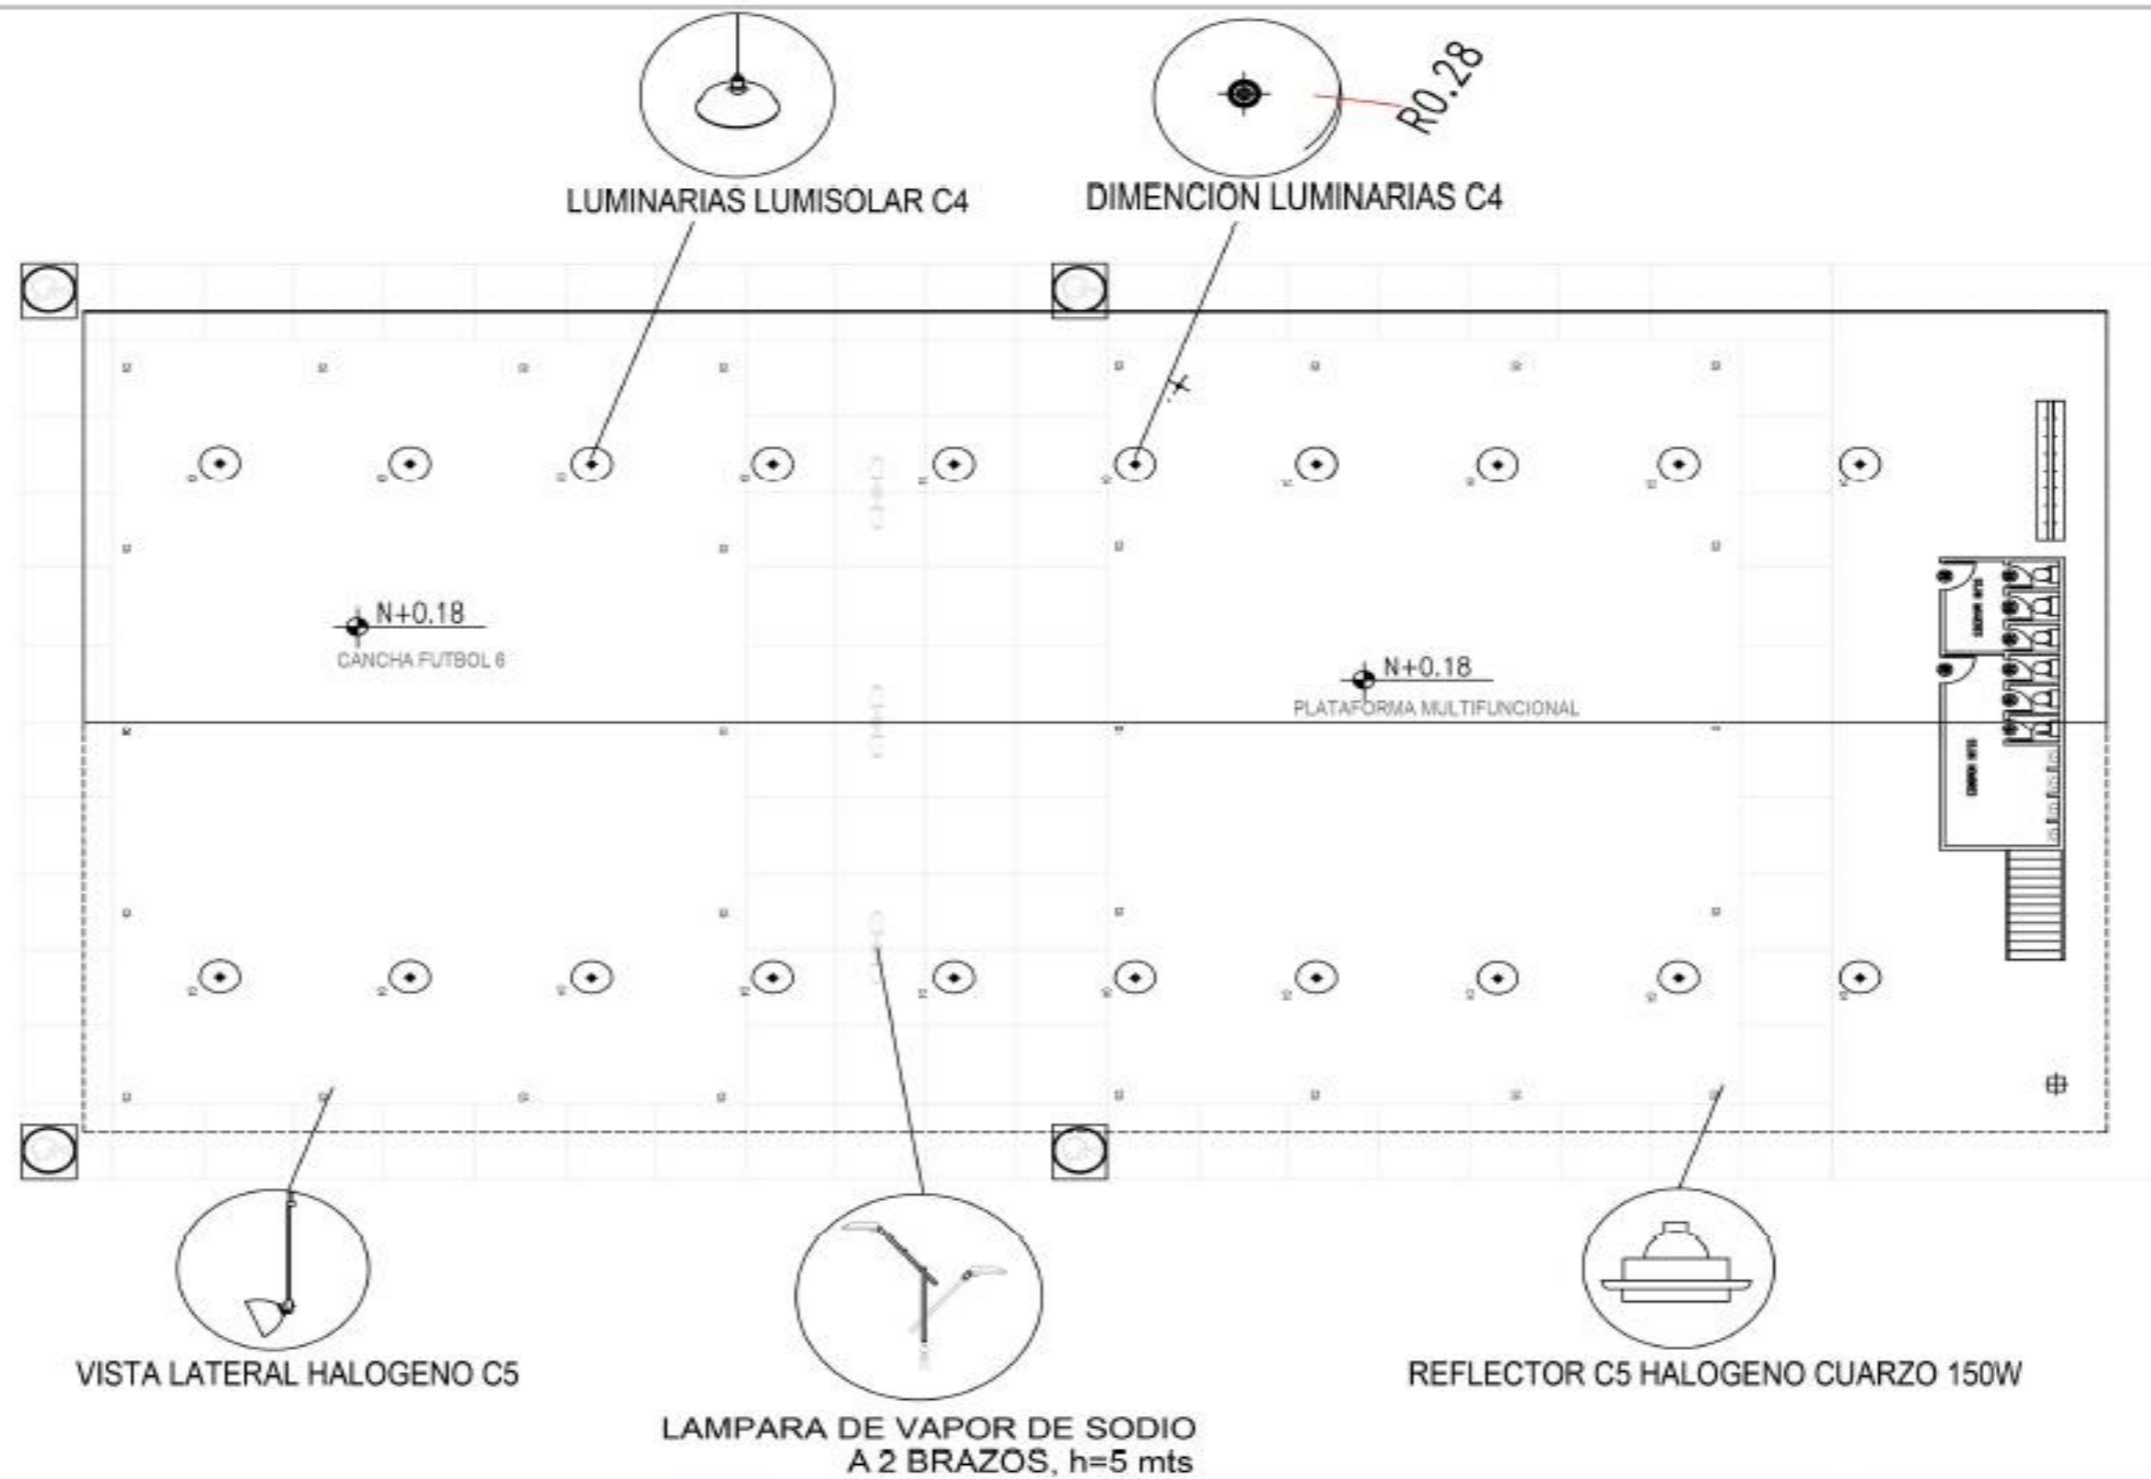 R0.28
LUMINARIAS LUMISOLAR C4
DIMENCION LUMINARIAS C4
N+0.18
CANCHA FUTBOL 6
N+0.18
PLATAFORMA MULTIFUNCIONAL
VISTA LATERAL HALOGENO C5
REFLECTOR C5 HALOGENO CUARZO 150W
LAMPARA DE VAPOR DE SODIO
A 2 BRAZOS, h=5 mts